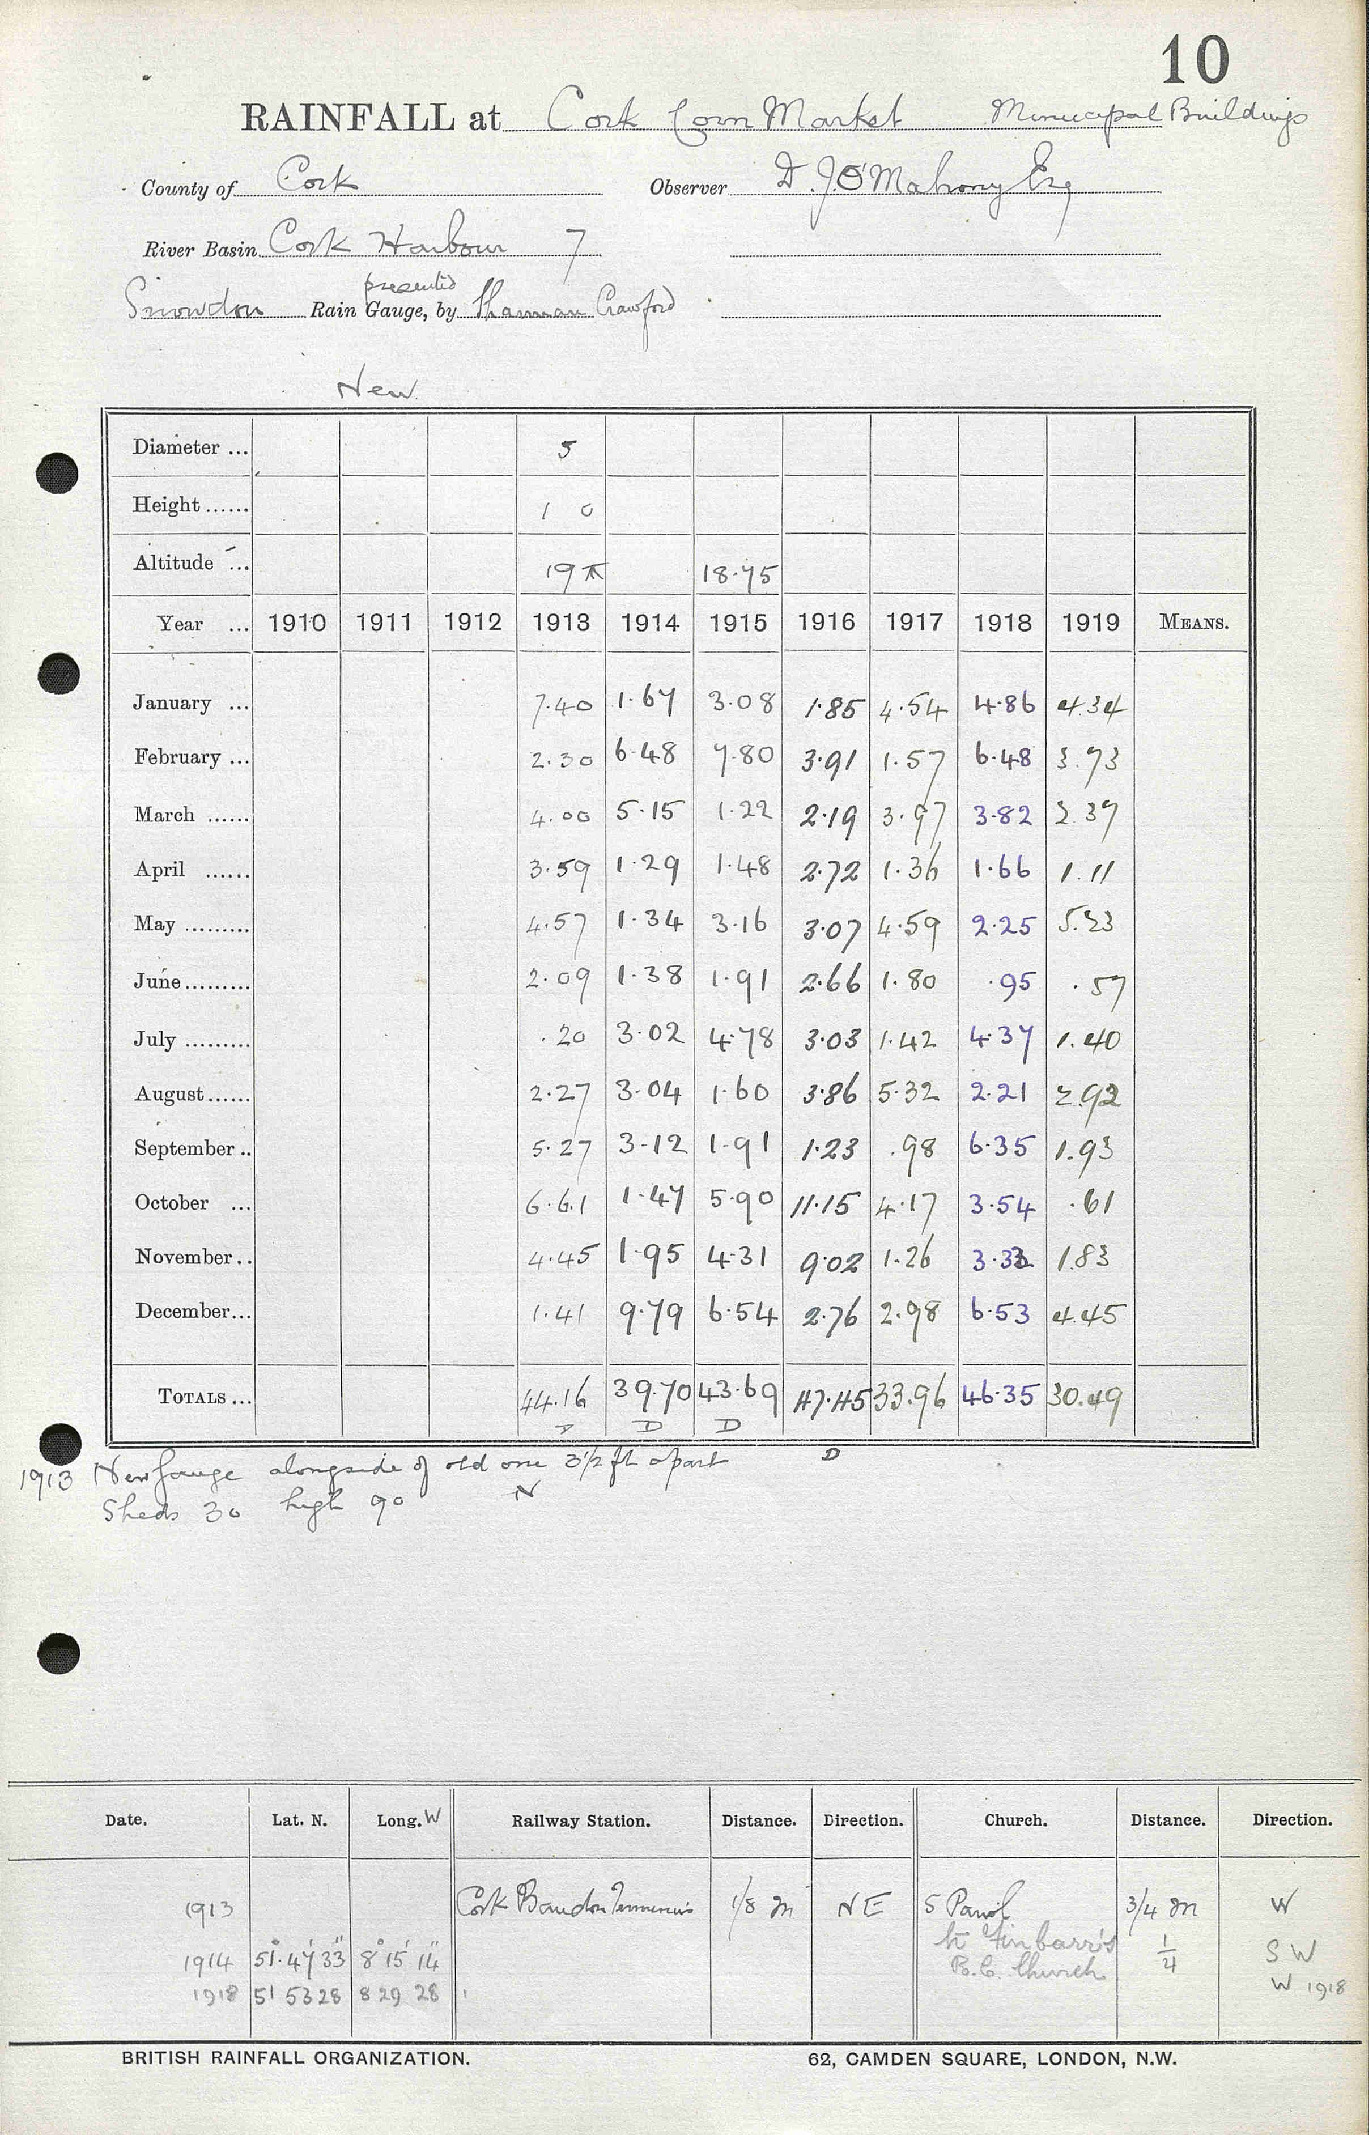 10
RAINFALL at Cork Corn Market Municipal Buildings
County of Cork Observer D. J. O'Mahony Esq
River Basin Cork Harbour 7
presented
Snowdon Rain Gauge, by Sharman Crawford
New
Diameter ... 5
Height ...... 1 0
Altitude ... 19 18.75
Year ... 1910 1911 1912 1913 1914 1915 1916 1917 1918 1919 MEANS.
January ... 7.40 1.67 3.08 1.85 4.54 4.86 4.34
February ... 2.30 6.48 7.80 3.91 1.57 6.48 3.73
March ...... 4.00 5.15 1.22 2.19 3.97 3.82 2.37
April ...... 3.59 1.29 1.48 2.72 1.36 1.66 1.11
May ......... 4.57 1.34 3.16 3.07 4.59 2.25 5.23
June ......... 2.09 1.38 1.91 2.66 1.80 .95 .57
July ......... .20 3.02 4.78 3.03 1.42 4.37 1.40
August ...... 2.27 3.04 1.60 3.86 5.32 2.21 2.92
September .. 5.27 3.12 1.91 1.23 .98 6.35 1.93
October ... 6.61 1.47 5.90 11.15 4.17 3.54 .61
November .. 4.45 1.95 4.31 9.02 1.26 3.33 1.83
December ... 1.41 9.79 6.54 2.76 2.98 6.53 4.45
TOTALS ... 44.16 39.70 43.69 47.45 33.96 46.35 30.49
D D D D
1913 New gauge alongside of old one 3½ ft apart
Sheds 30 high 90 N
Date. Lat. N. Long. W Railway Station. Distance. Direction. Church. Distance. Direction.
1913 Cork Bandon Terminus 1/8 m NE S Paul 3/4 m W
1914 51° 47' 33" 8° 15' 14" St Finbarr's R.C. Church 1/4 SW
1918 51 53 28 8 29 28 W 1918
BRITISH RAINFALL ORGANIZATION. 62, CAMDEN SQUARE, LONDON, N.W.